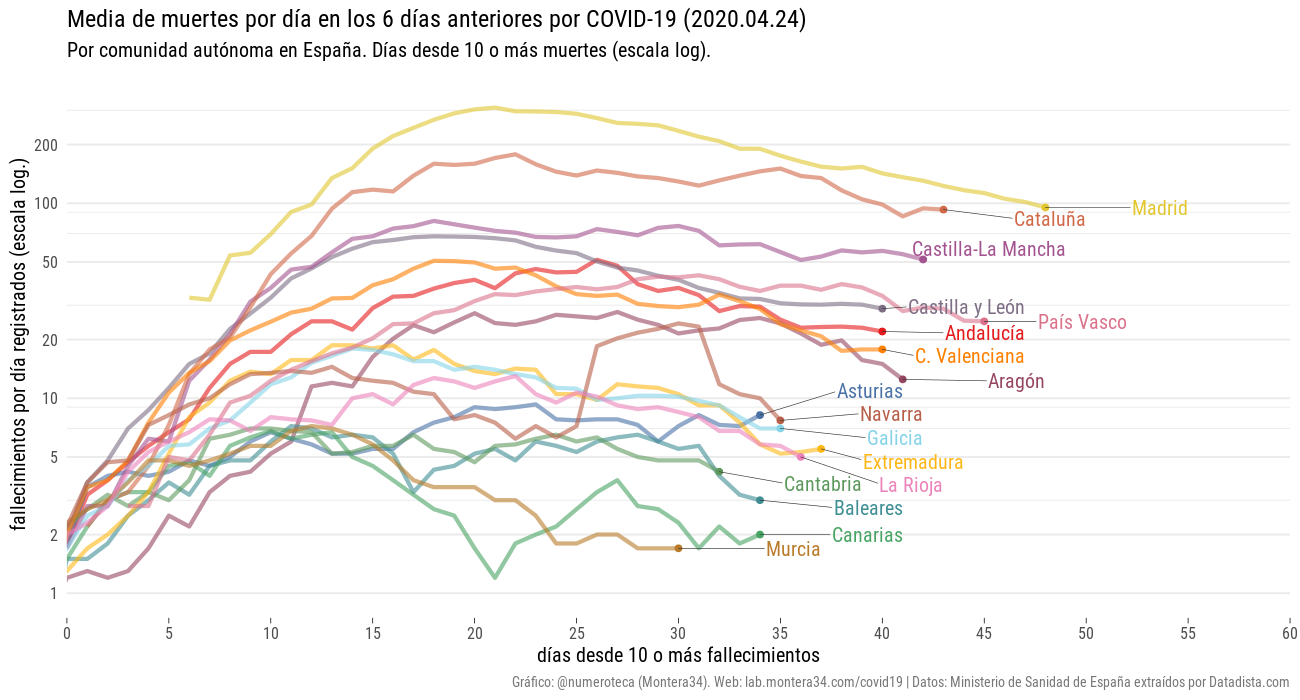 Media de muertes por día en los 6 días anteriores por COVID-19 (2020.04.24)
Por comunidad autónoma en España. Días desde 10 o más muertes (escala log).
fallecimientos por día registrados (escala log.)
200
100
50
20
10
5
2
1
Madrid
Cataluña
Castilla-La Mancha
Castilla y León
País Vasco
Andalucía
C. Valenciana
Aragón
Asturias
Navarra
Galicia
Extremadura
Cantabria
La Rioja
Baleares
Canarias
Murcia
0 5 10 15 20 25 30 35 40 45 50 55 60
días desde 10 o más fallecimientos
Gráfico: @numeroteca (Montera34). Web: lab.montera34.com/covid19 | Datos: Ministerio de Sanidad de España extraídos por Datadista.com